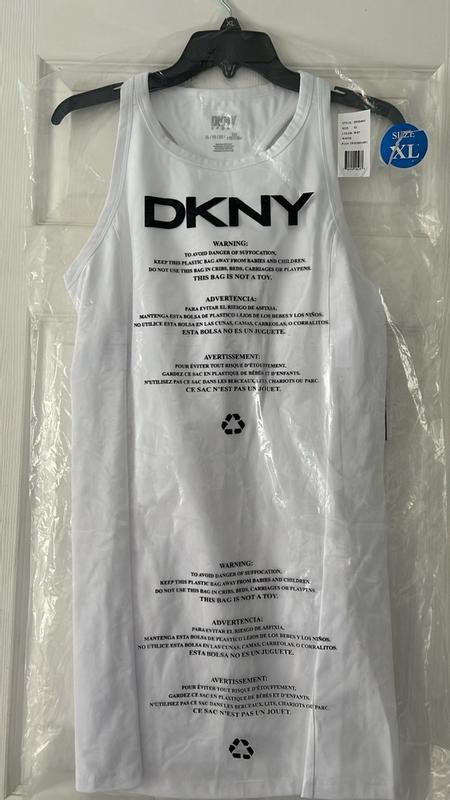 XL
DKNY
SIZE
XL
DKNY
WARNING:
TO AVOID DANGER OF SUFFOCATION,
KEEP THIS PLASTIC BAG AWAY FROM BABIES AND CHILDREN.
DO NOT USE THIS BAG IN CRIBS, BEDS, CARRIAGES OR PLAYPENS.
THIS BAG IS NOT A TOY.
ADVERTENCIA:
PARA EVITAR EL RIESGO DE ASFIXIA,
MANTENGA ESTA BOLSA DE PLASTICO LEJOS DE LOS BEBES Y LOS NIÑOS.
NO UTILICE ESTA BOLSA EN LAS CUNAS, CAMAS, CARREOLAS, O CORRALITOS.
ESTA BOLSA NO ES UN JUGUETE.
AVERTISSEMENT:
POUR ÉVITER TOUT RISQUE D'ÉTOUFFEMENT,
GARDEZ CE SAC EN PLASTIQUE DE BÉBÉS ET D'ENFANTS.
N'UTILISEZ PAS CE SAC DANS LES BERCEAUX, LITS, CHARIOTS OU PARC.
CE SAC N'EST PAS UN JOUET.
WARNING:
TO AVOID DANGER OF SUFFOCATION,
KEEP THIS PLASTIC BAG AWAY FROM BABIES AND CHILDREN.
DO NOT USE THIS BAG IN CRIBS, BEDS, CARRIAGES OR PLAYPENS.
THIS BAG IS NOT A TOY.
ADVERTENCIA:
PARA EVITAR EL RIESGO DE ASFIXIA,
MANTENGA ESTA BOLSA DE PLASTICO LEJOS DE LOS BEBES Y LOS NIÑOS.
NO UTILICE ESTA BOLSA EN LAS CUNAS, CAMAS, CARREOLAS, O CORRALITOS.
ESTA BOLSA NO ES UN JUGUETE.
AVERTISSEMENT:
POUR ÉVITER TOUT RISQUE D'ÉTOUFFEMENT,
GARDEZ CE SAC EN PLASTIQUE DE BÉBÉS ET D'ENFANTS.
N'UTILISEZ PAS CE SAC DANS LES BERCEAUX, LITS, CHARIOTS OU PARC.
CE SAC N'EST PAS UN JOUET.